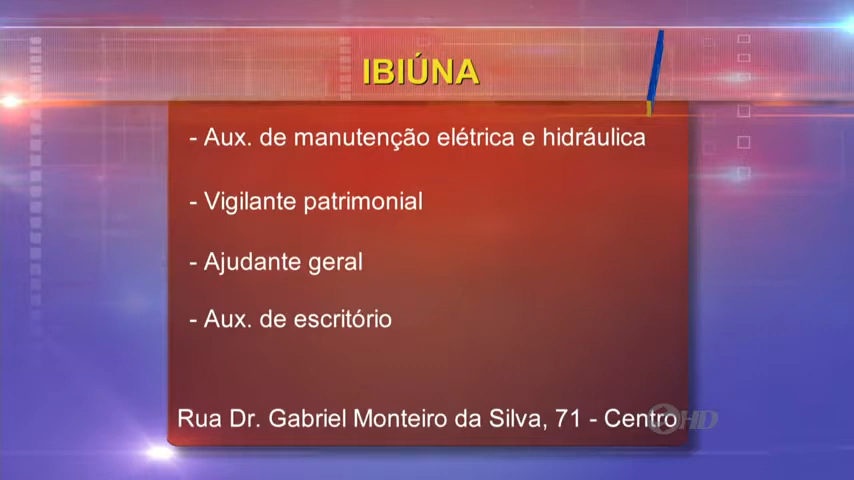 IBIÚNA
- Aux. de manutenção elétrica e hidráulica
- Vigilante patrimonial
- Ajudante geral
- Aux. de escritório
Rua Dr. Gabriel Monteiro da Silva, 71 - Centro
HD